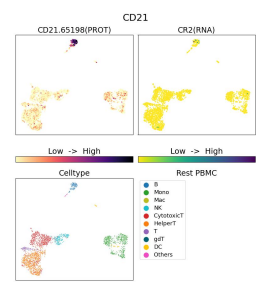 CD21
CD21.65198(PROT) CR2(RNA)
Low -> High Low -> High
Celltype Rest PBMC
B
Mono
Mac
NK
CytotoxicT
HelperT
T
gdT
DC
Others